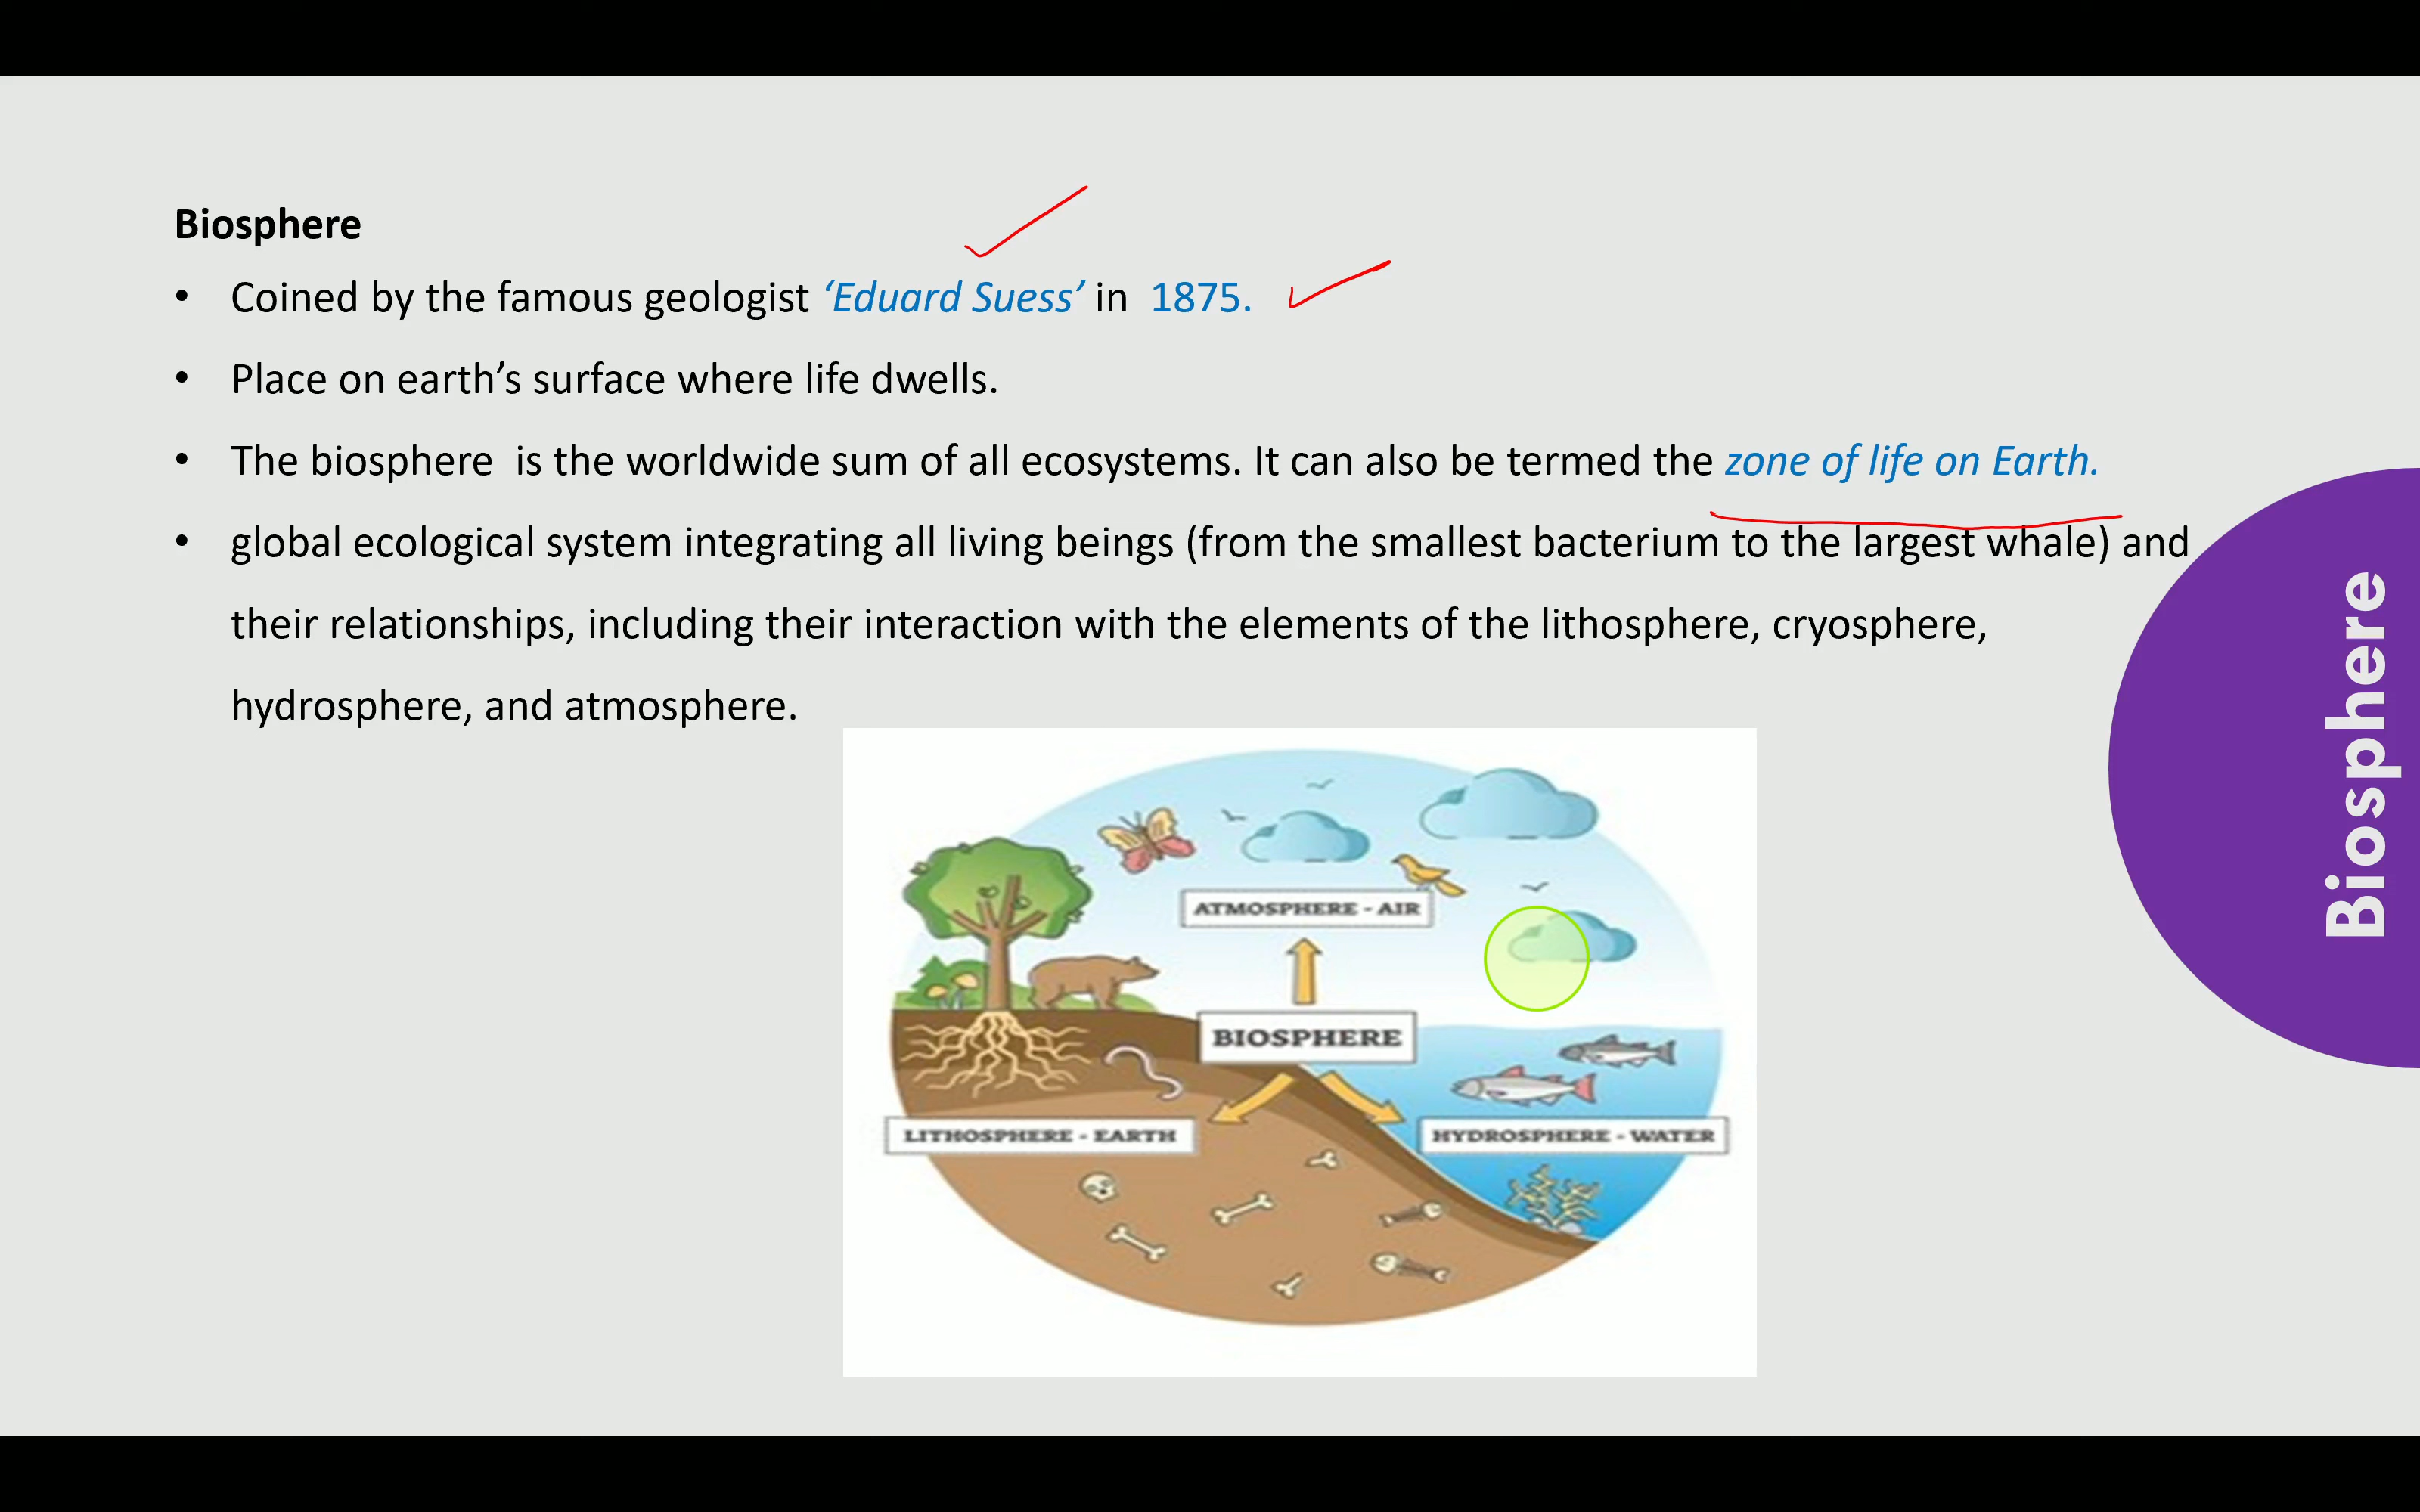 Biosphere
• Coined by the famous geologist ‘Eduard Suess’ in 1875.
• Place on earth’s surface where life dwells.
• The biosphere is the worldwide sum of all ecosystems. It can also be termed the zone of life on Earth.
• global ecological system integrating all living beings (from the smallest bacterium to the largest whale) and
their relationships, including their interaction with the elements of the lithosphere, cryosphere,
hydrosphere, and atmosphere.
ATMOSPHERE - AIR
BIOSPHERE
LITHOSPHERE - EARTH
HYDROSPHERE - WATER
Biosphere